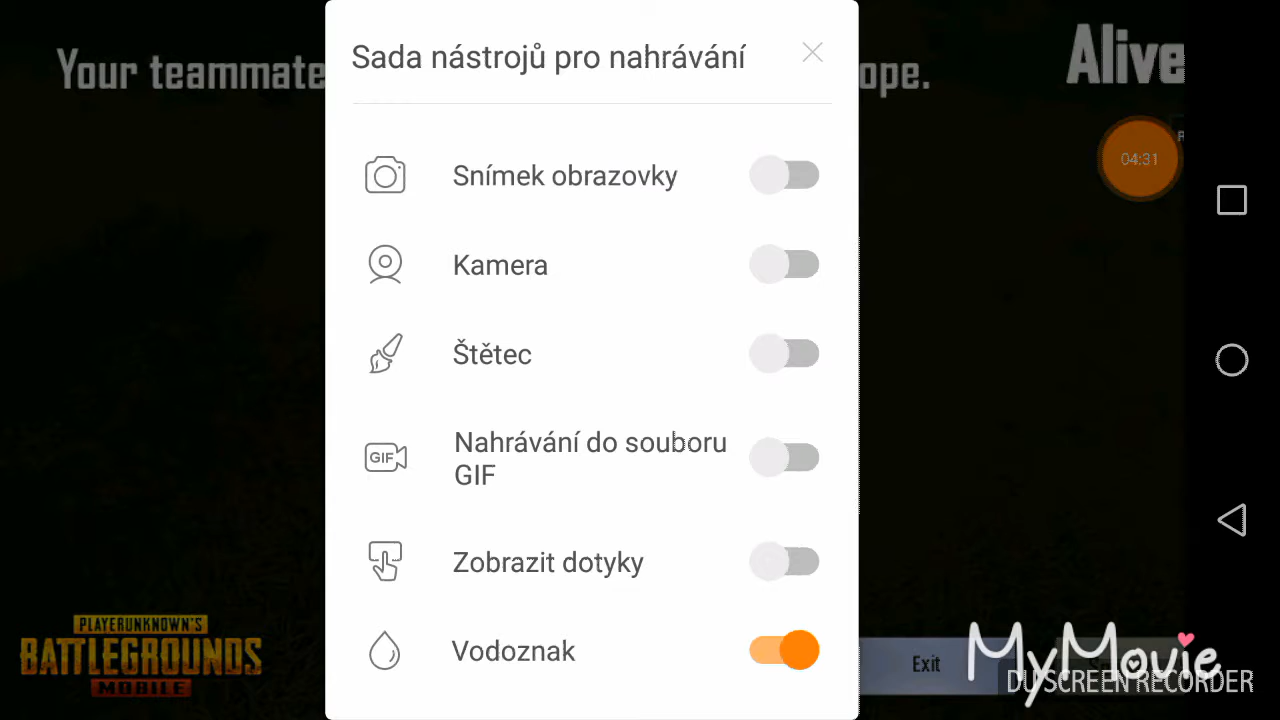 Your teammate
ope.
Alive
Sada nástrojů pro nahrávání
04:31
Snímek obrazovky
Kamera
Štětec
Nahrávání do souboru
GIF
GIF
Zobrazit dotyky
Vodoznak
PLAYERUNKNOWN'S
BATTLEGROUNDS
MOBILE
Exit
MyMovie
DU SCREEN RECORDER